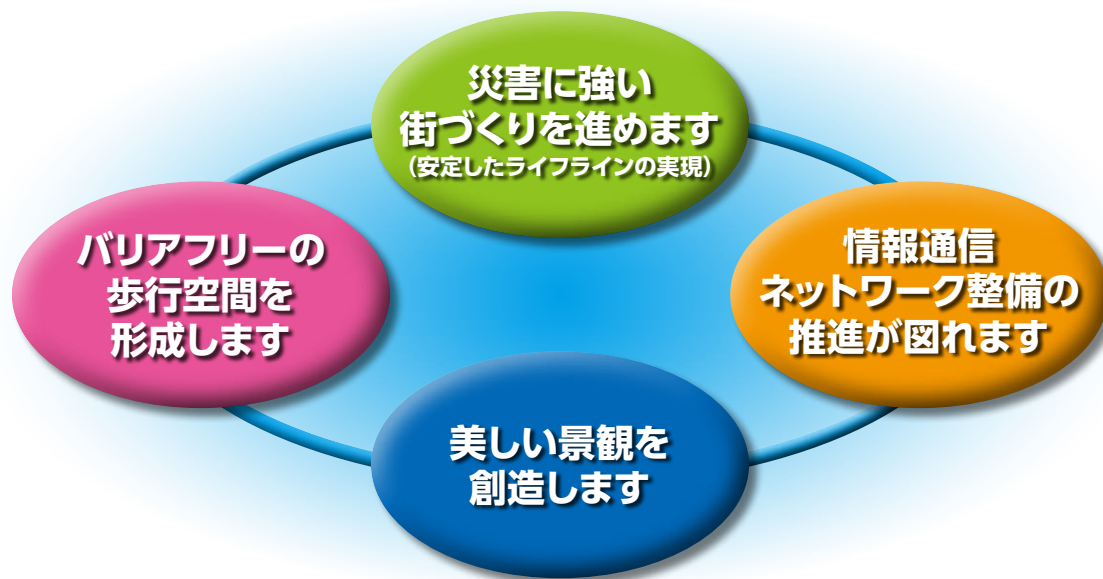 災害に強い
街づくりを進めます
(安定したライフラインの実現)
バリアフリーの
歩行空間を
形成します
情報通信
ネットワーク整備の
推進が図れます
美しい景観を
創造します